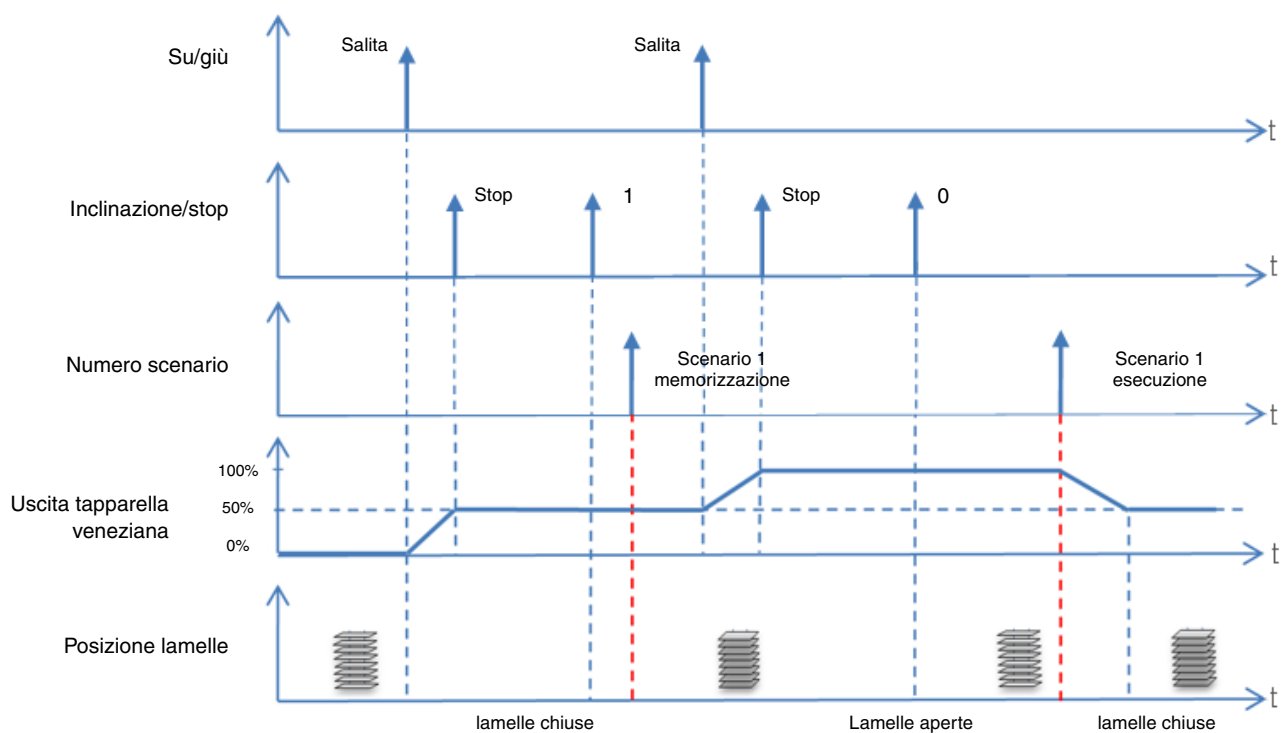 Salita
Salita
Su/giù
t
Stop
1
Stop
0
Inclinazione/stop
t
Numero scenario
Scenario 1
memorizzazione
Scenario 1
esecuzione
t
100%
Uscita tapparella
veneziana
50%
0%
t
Posizione lamelle
t
lamelle chiuse
Lamelle aperte
lamelle chiuse